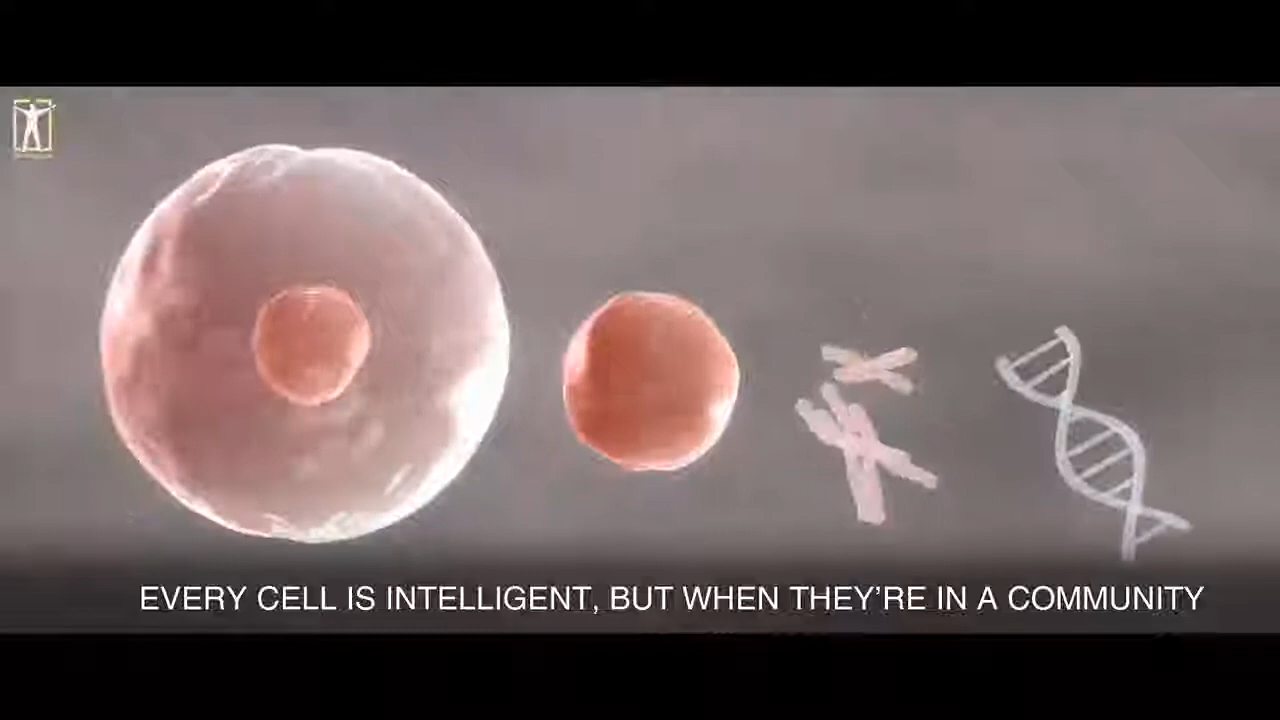 EVERY CELL IS INTELLIGENT, BUT WHEN THEY’RE IN A COMMUNITY